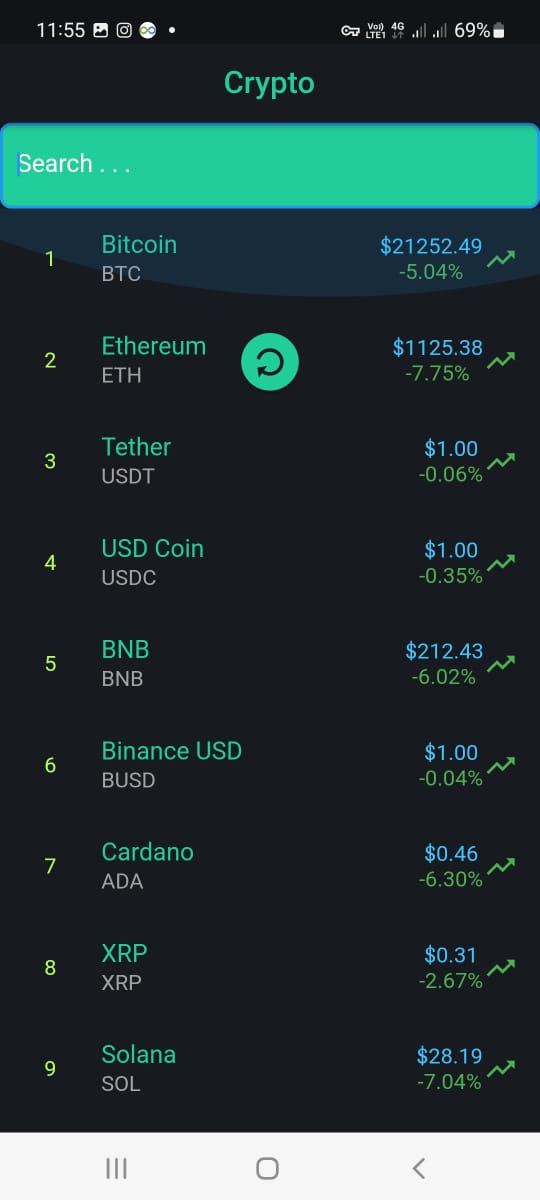 11:55
Vo)) LTE1 4G 69%
Crypto
Search . . .
1
Bitcoin
BTC
$21252.49
-5.04%
2
Ethereum
ETH
$1125.38
-7.75%
3
Tether
USDT
$1.00
-0.06%
4
USD Coin
USDC
$1.00
-0.35%
5
BNB
BNB
$212.43
-6.02%
6
Binance USD
BUSD
$1.00
-0.04%
7
Cardano
ADA
$0.46
-6.30%
8
XRP
XRP
$0.31
-2.67%
9
Solana
SOL
$28.19
-7.04%